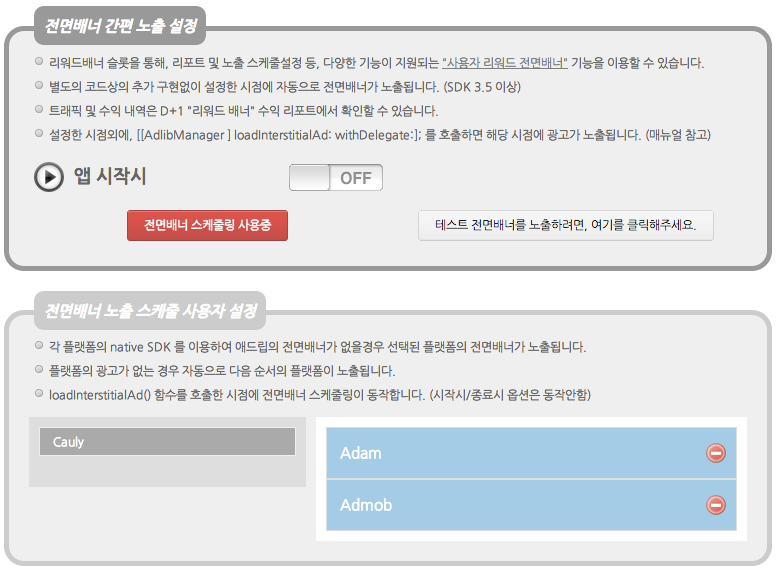 전면배너 간편 노출 설정
리워드배너 슬롯을 통해, 리포트 및 노출 스케줄설정 등, 다양한 기능이 지원되는 "사용자 리워드 전면배너" 기능을 이용할 수 있습니다.
별도의 코드상의 추가 구현없이 설정한 시점에 자동으로 전면배너가 노출됩니다. (SDK 3.5 이상)
트래픽 및 수익 내역은 D+1 "리워드 배너" 수익 리포트에서 확인할 수 있습니다.
설정한 시점외에, [[AdlibManager ] loadInterstitialAd: withDelegate:]; 를 호출하면 해당 시점에 광고가 노출됩니다. (매뉴얼 참고)
앱 시작시
OFF
전면배너 스케줄링 사용중
테스트 전면배너를 노출하려면, 여기를 클릭해주세요.
전면배너 노출 스케줄 사용자 설정
각 플랫폼의 native SDK 를 이용하여 애드립의 전면배너가 없을경우 선택된 플랫폼의 전면배너가 노출됩니다.
플랫폼의 광고가 없는 경우 자동으로 다음 순서의 플랫폼이 노출됩니다.
loadInterstitialAd() 함수를 호출한 시점에 전면배너 스케줄링이 동작합니다. (시작시/종료시 옵션은 동작안함)
Cauly
Adam
Admob